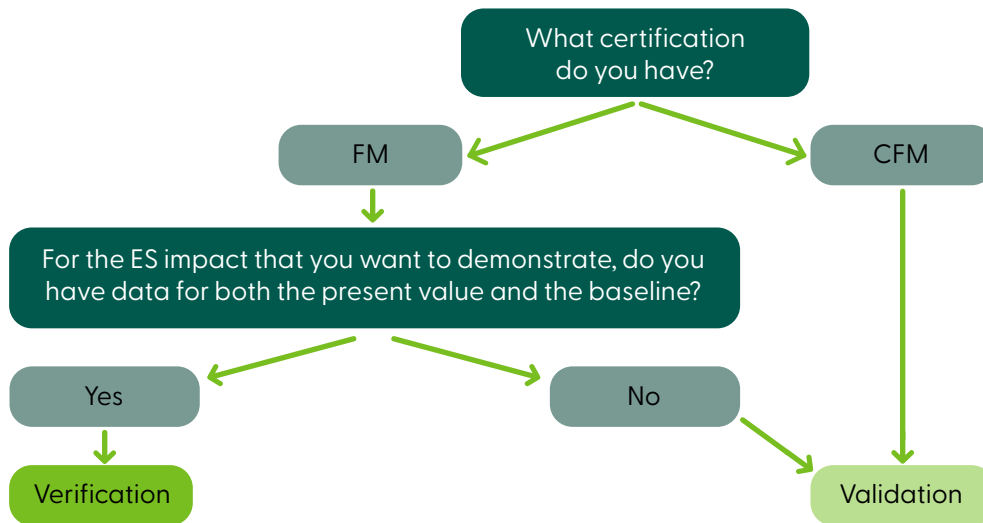 What certification
do you have?
FM
CFM
For the ES impact that you want to demonstrate, do you
have data for both the present value and the baseline?
Yes
No
Verification
Validation